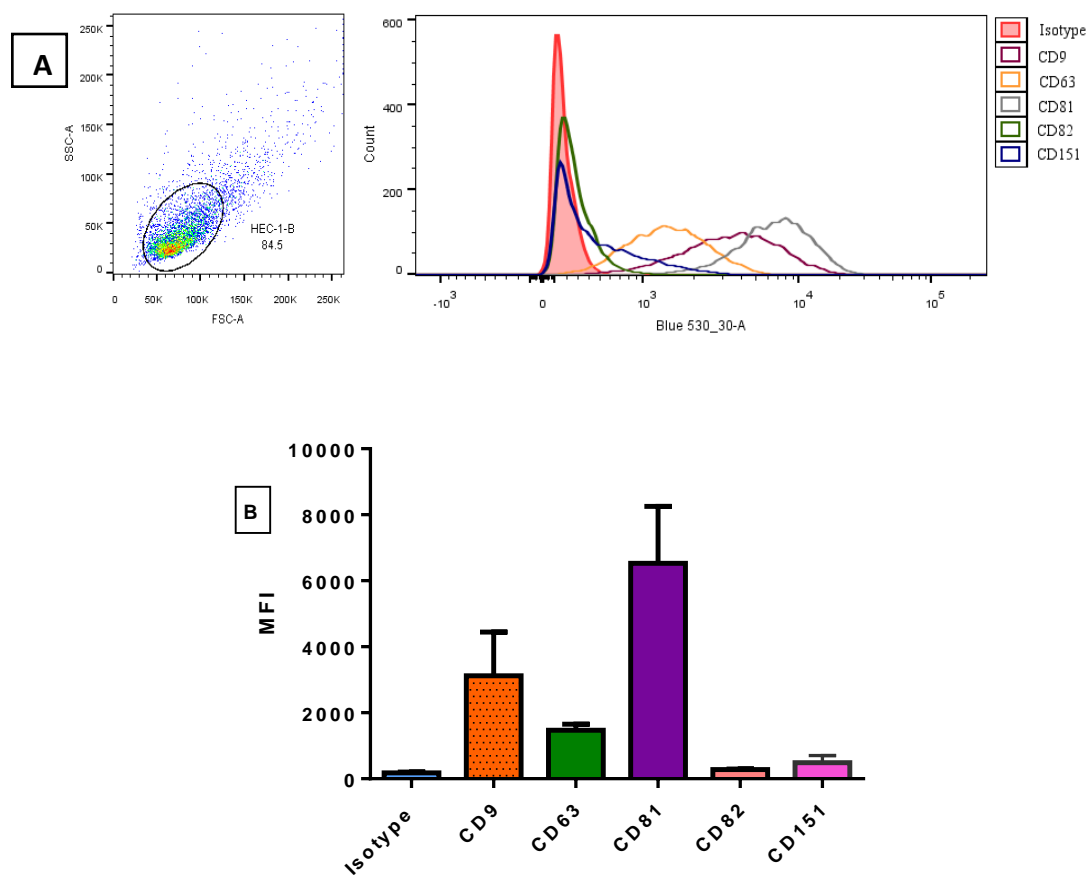 A
250K
200K
150K
100K
50K
0
SSC-A
HEC-1-B
84.5
0 50K 100K 150K 200K 250K
FSC-A
600
400
200
0
Count
-10³ 0 10³ 10⁴ 10⁵
Blue 530_30-A
Isotype
CD9
CD63
CD81
CD82
CD151
B
10000
8000
6000
4000
2000
0
MFI
Isotype
CD9
CD63
CD81
CD82
CD151